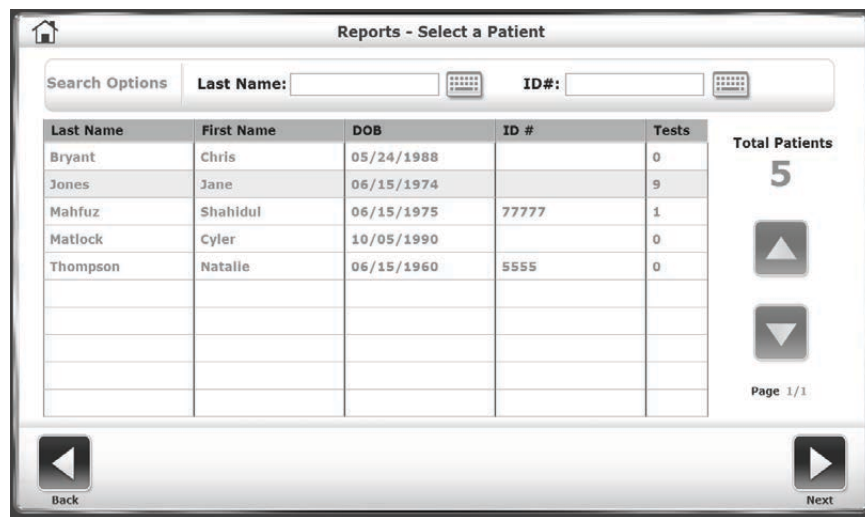 Reports - Select a Patient
Search Options Last Name: ID#:
Last Name First Name DOB ID # Tests
Bryant Chris 05/24/1988 0
Jones Jane 06/15/1974 9
Mahfuz Shahidul 06/15/1975 77777 1
Matlock Cyler 10/05/1990 0
Thompson Natalie 06/15/1960 5555 0
Total Patients
5
Page 1/1
Back Next